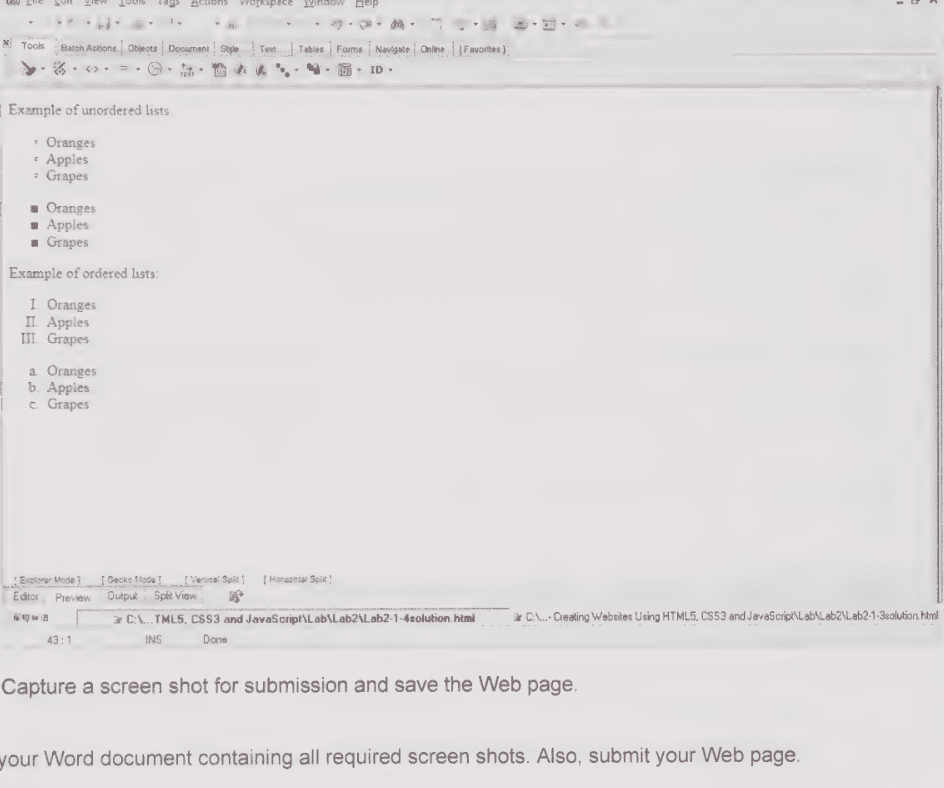 File Edit View Tools Tags Actions Workspace Window Help
Tools Batch Actions Objects Document Style Text Tables Forms Navigate Online [Favorites]
ID
Example of unordered lists.
Oranges
Apples
Grapes
Oranges
Apples
Grapes
Example of ordered lists:
I. Oranges
II. Apples
III. Grapes
a. Oranges
b. Apples
c. Grapes
[ Explorer Mode ] [ Gecko Mode ] [ Vertical Split ] [ Horizontal Split ]
Editor Preview Output Split View
C:\...TML5, CSS3 and JavaScript\Lab\Lab2\Lab2-1-4solution.html C:\...- Creating Websites Using HTML5, CSS3 and JavaScript\Lab\Lab2\Lab2-1-3solution.html
43:1 INS Done
Capture a screen shot for submission and save the Web page.
your Word document containing all required screen shots. Also, submit your Web page.